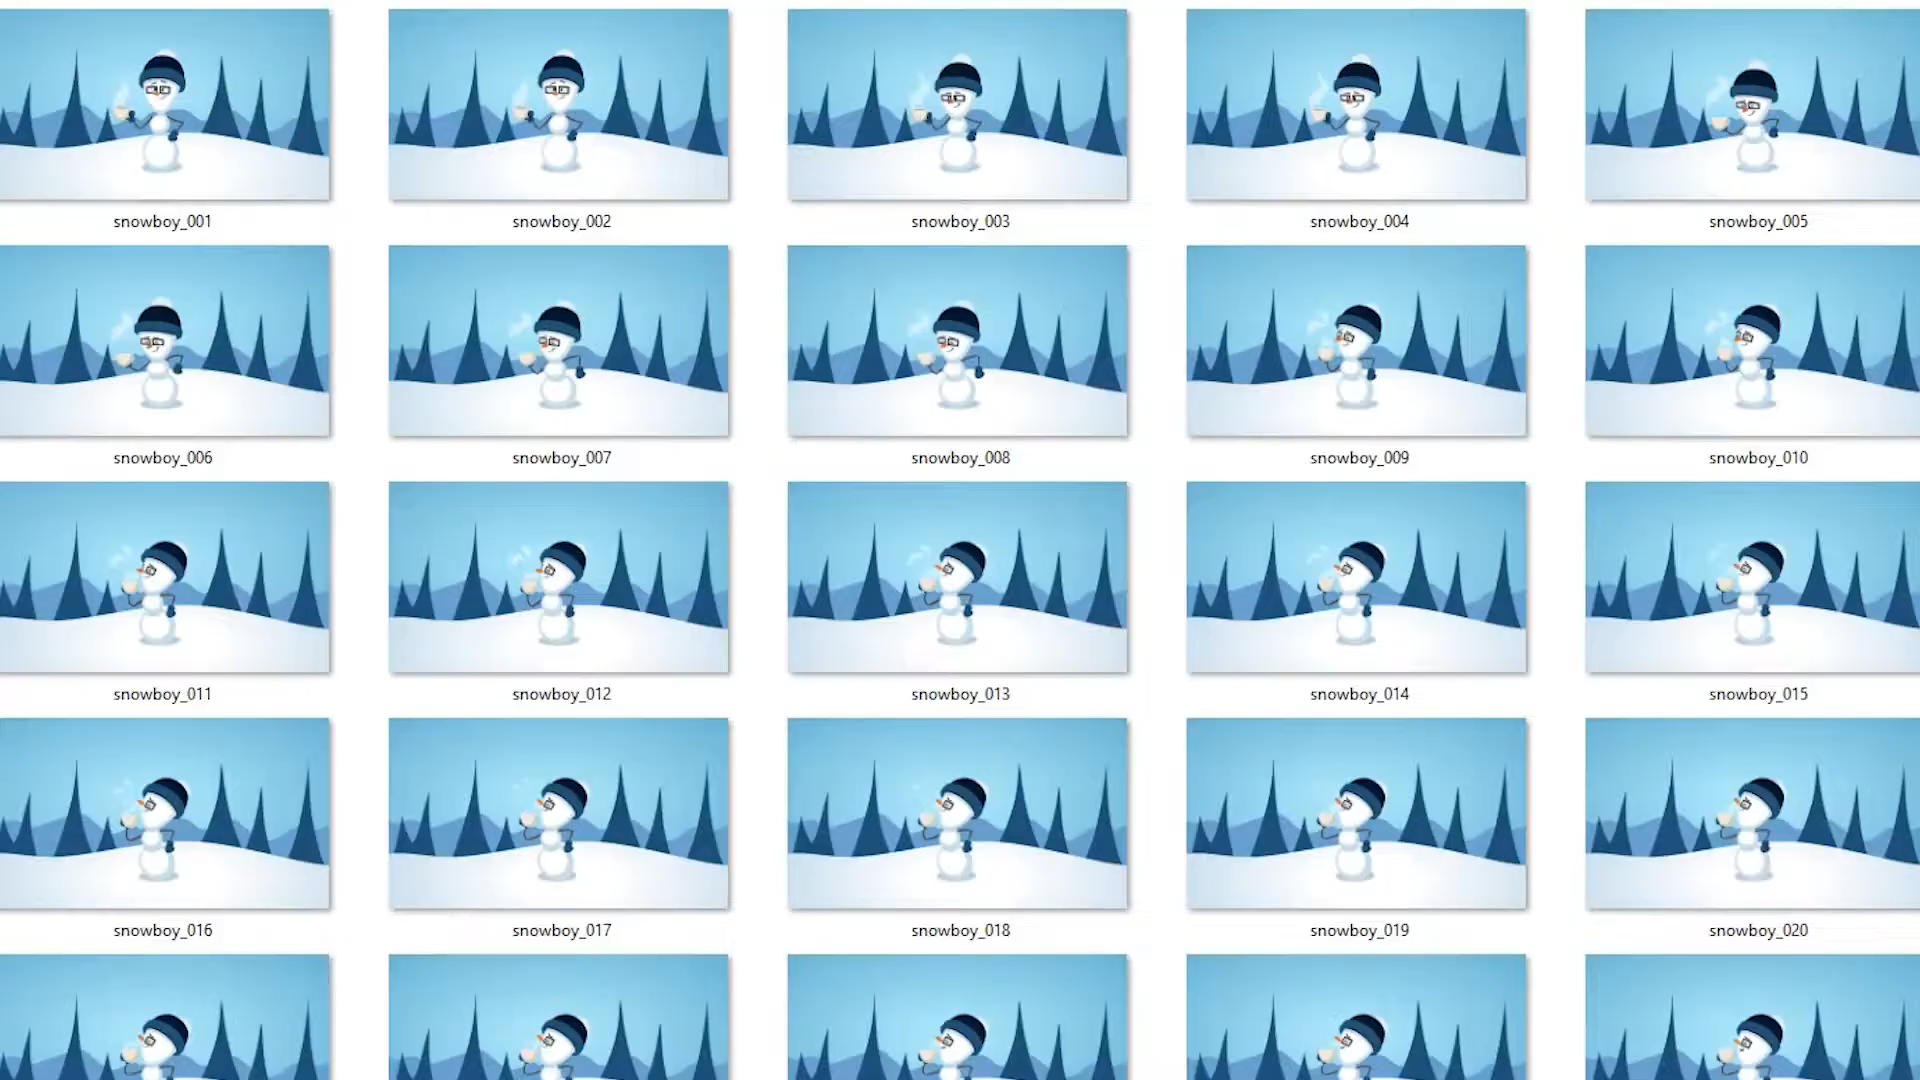 snowboy_001 snowboy_002 snowboy_003 snowboy_004 snowboy_005
snowboy_006 snowboy_007 snowboy_008 snowboy_009 snowboy_010
snowboy_011 snowboy_012 snowboy_013 snowboy_014 snowboy_015
snowboy_016 snowboy_017 snowboy_018 snowboy_019 snowboy_020